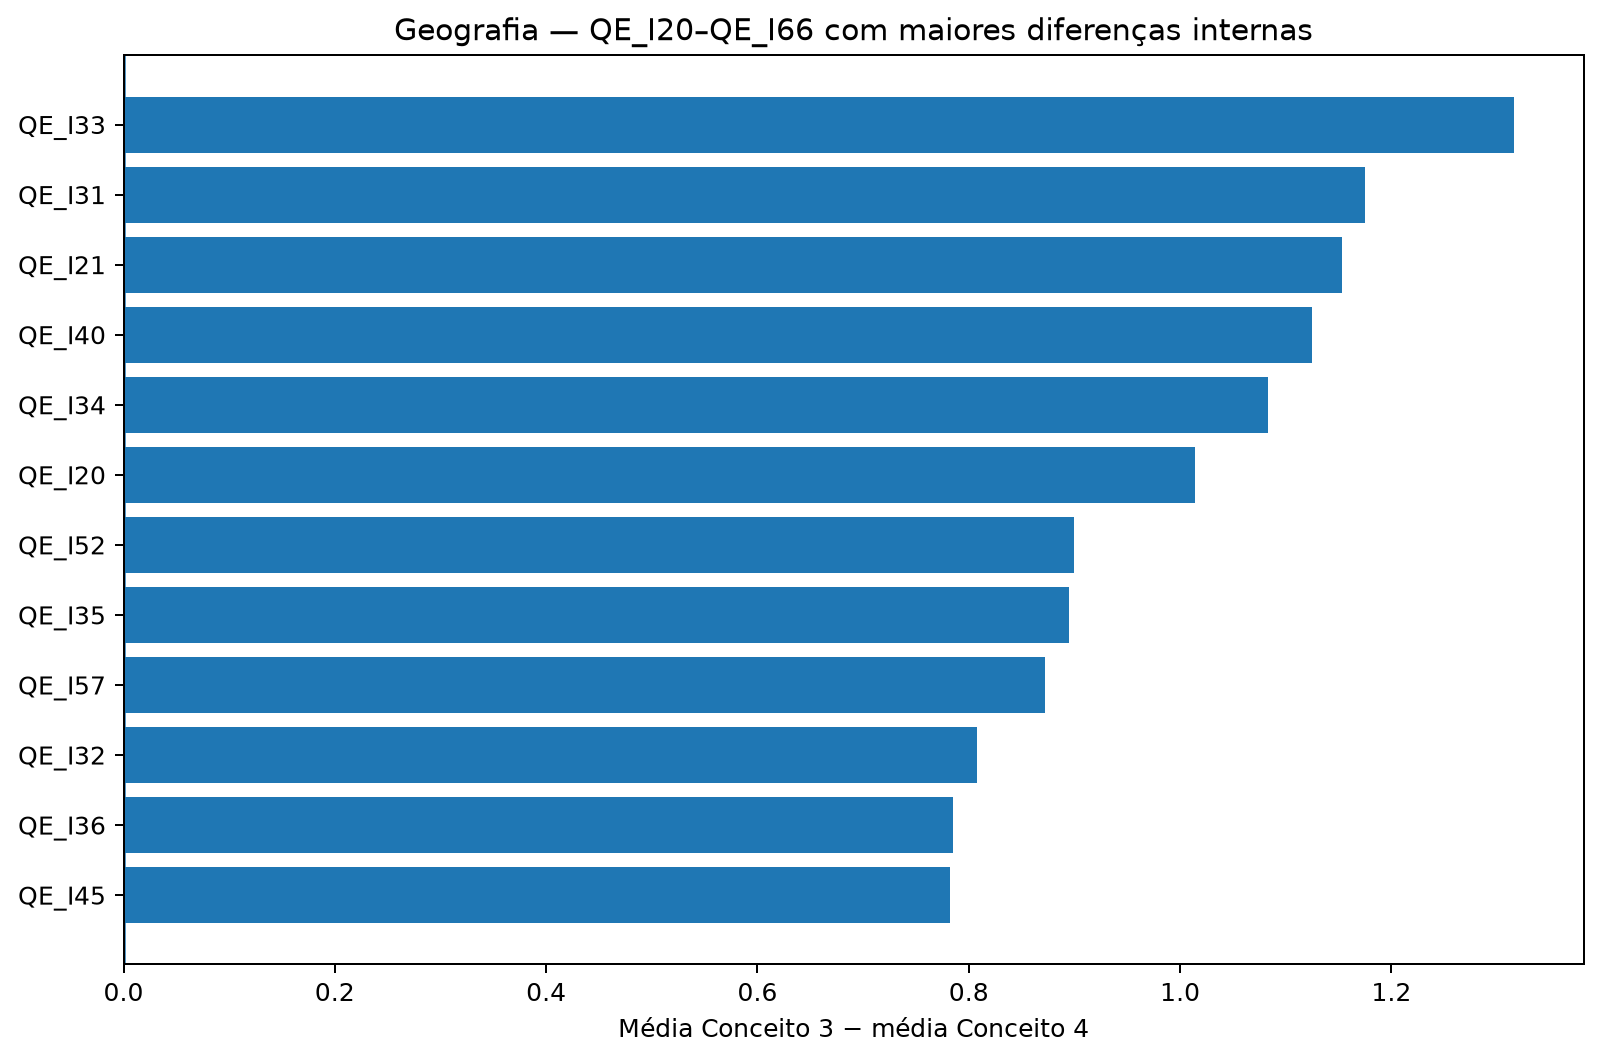 Geografia — QE_I20–QE_I66 com maiores diferenças internas
QE_I33
QE_I31
QE_I21
QE_I40
QE_I34
QE_I20
QE_I52
QE_I35
QE_I57
QE_I32
QE_I36
QE_I45
0.0 0.2 0.4 0.6 0.8 1.0 1.2
Média Conceito 3 − média Conceito 4